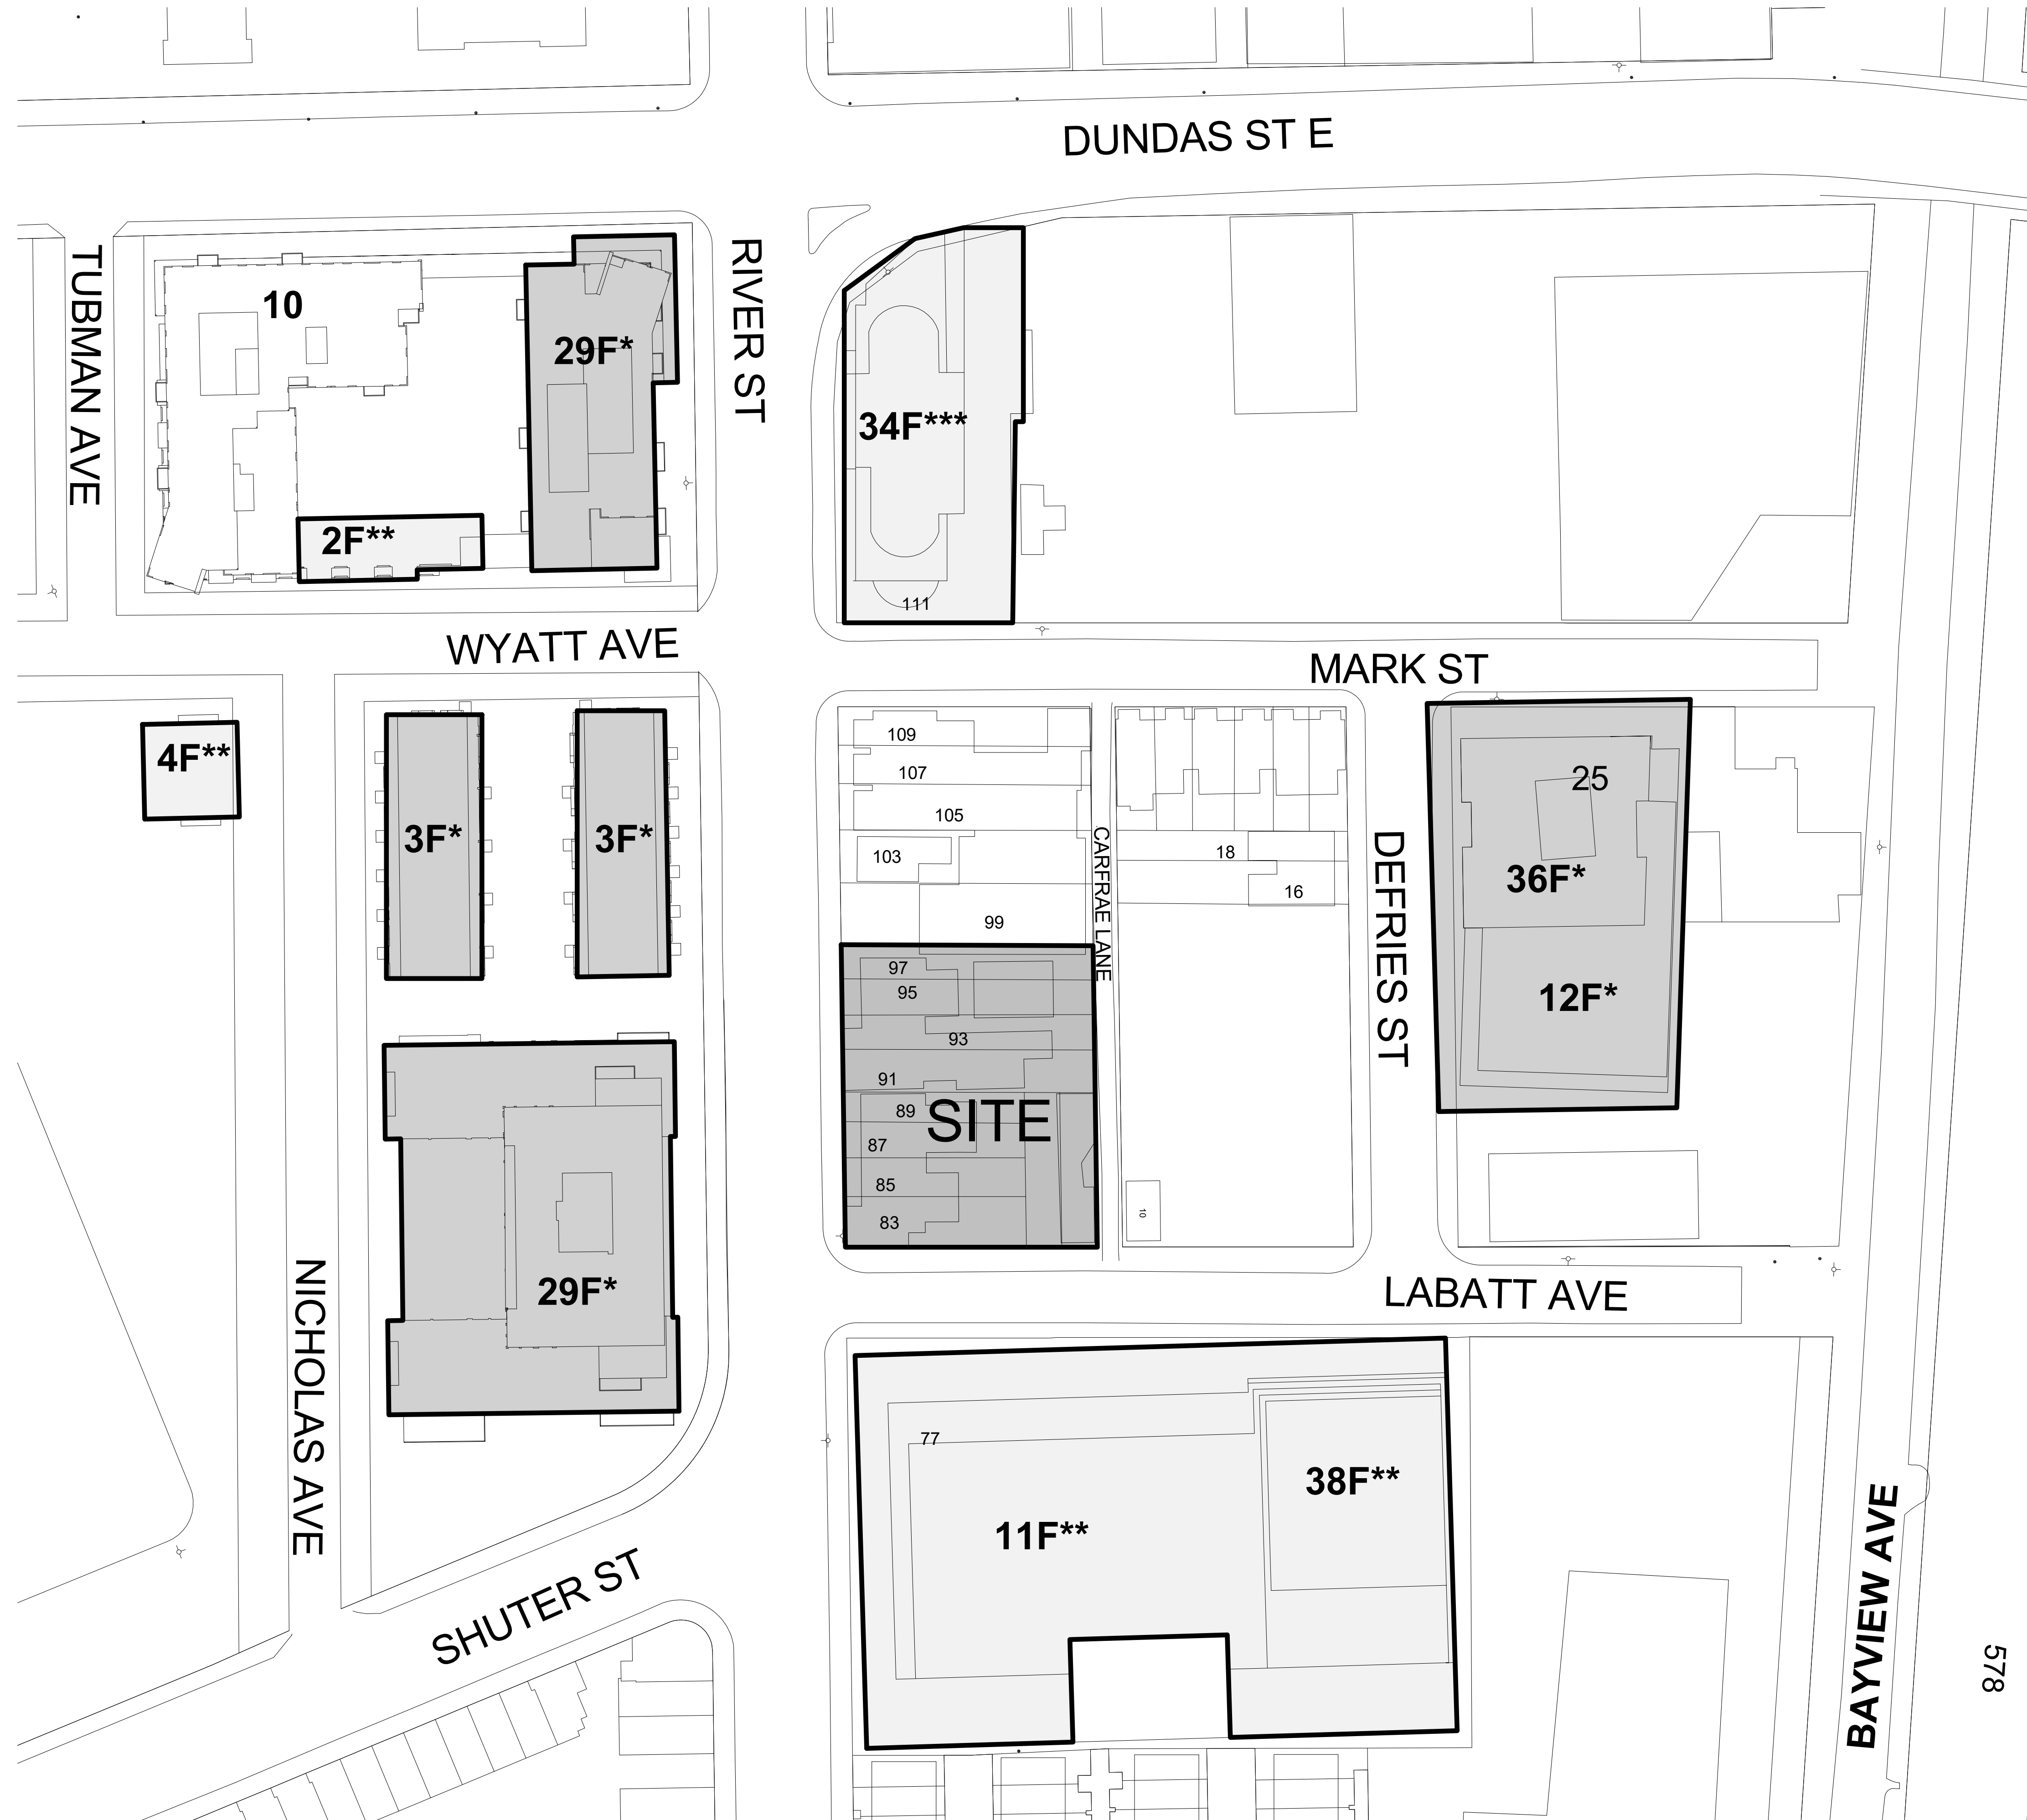 DUNDAS ST E
TUBMAN AVE
10
29F*
RIVER ST
34F***
2F**
111
WYATT AVE
MARK ST
4F**
3F*
3F*
109
107
105
103
99
CARFRAE LANE
18
16
DEFRIES ST
25
36F*
12F*
97
95
93
91
89
SITE
87
85
83
10
29F*
NICHOLAS AVE
LABATT AVE
77
38F**
11F**
SHUTER ST
BAYVIEW AVE
578